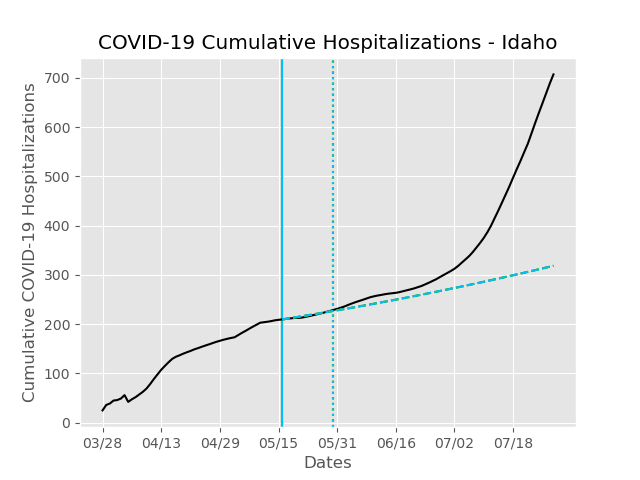 COVID-19 Cumulative Hospitalizations - Idaho
Cumulative COVID-19 Hospitalizations
700
600
500
400
300
200
100
0
03/28 04/13 04/29 05/15 05/31 06/16 07/02 07/18
Dates